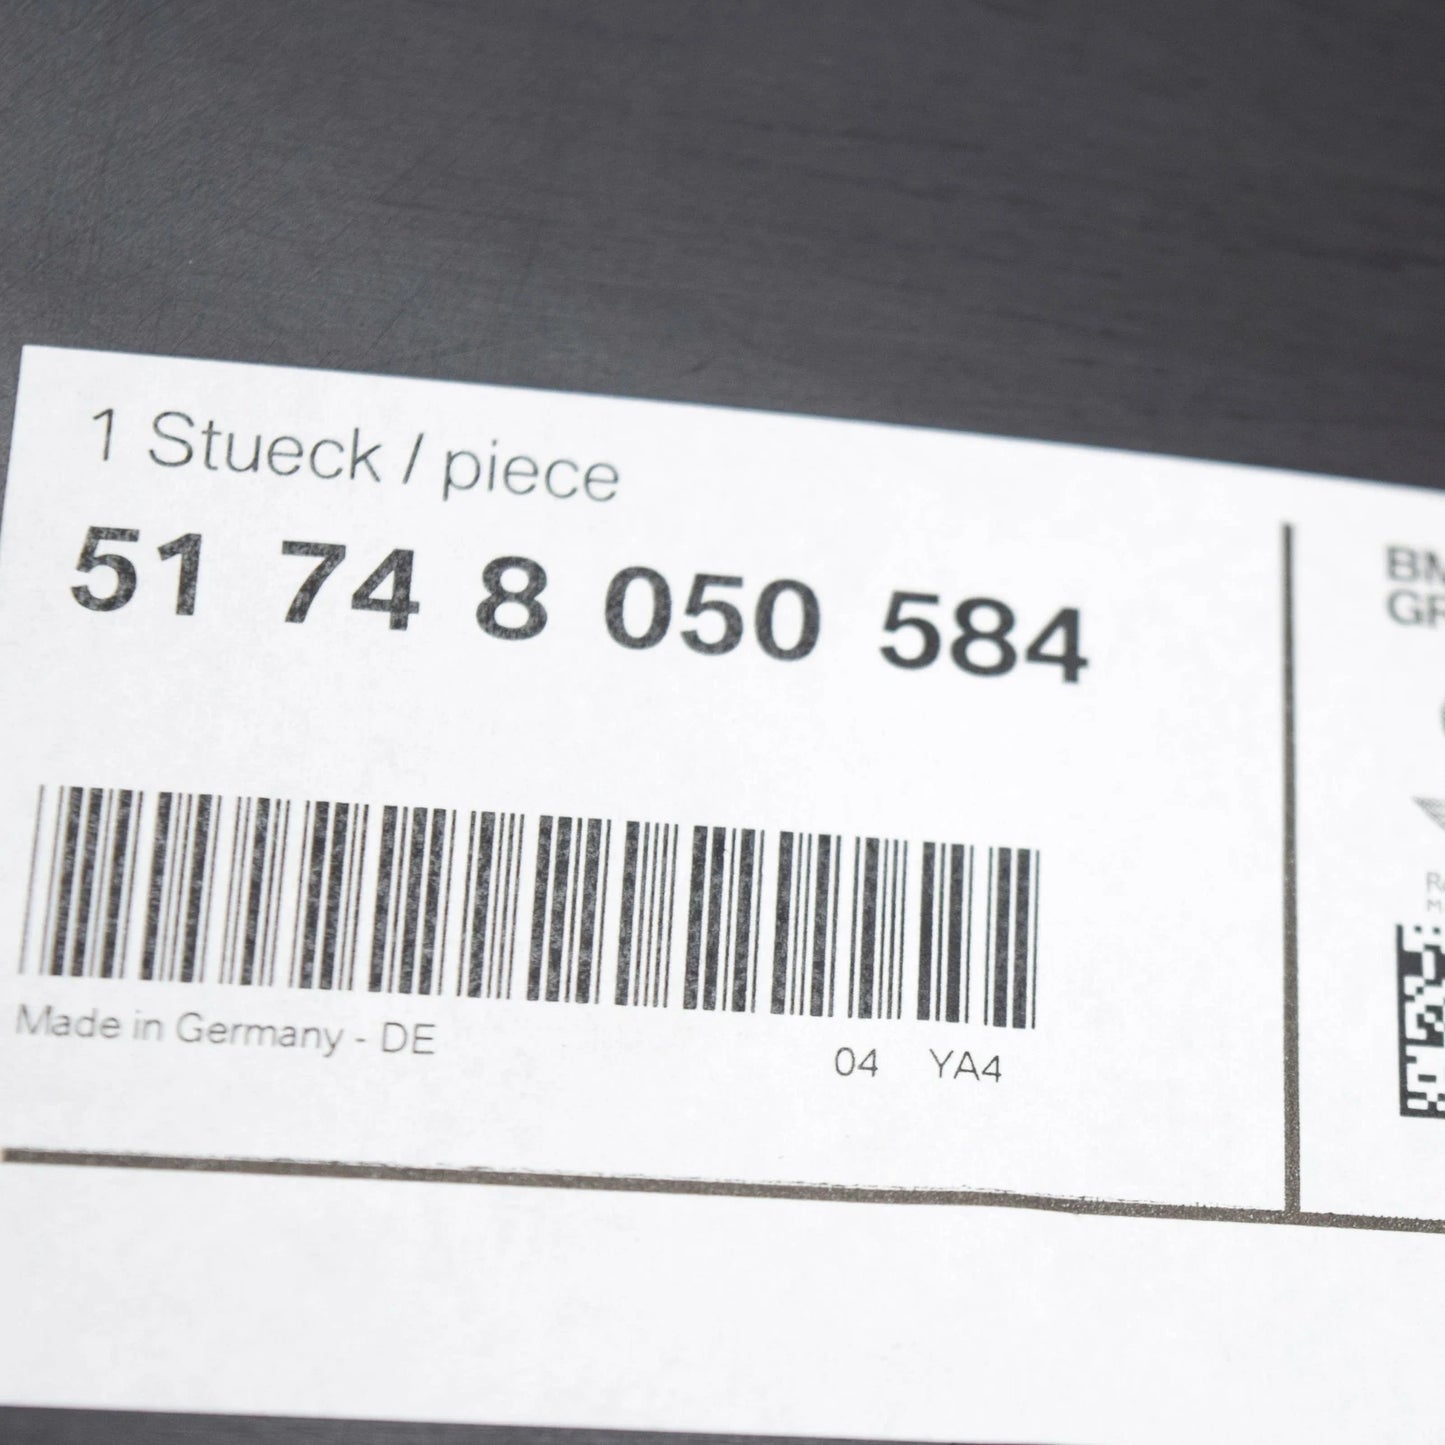 1 Stueck / piece
51 74 8 050 584
Made in Germany - DE
04 YA4